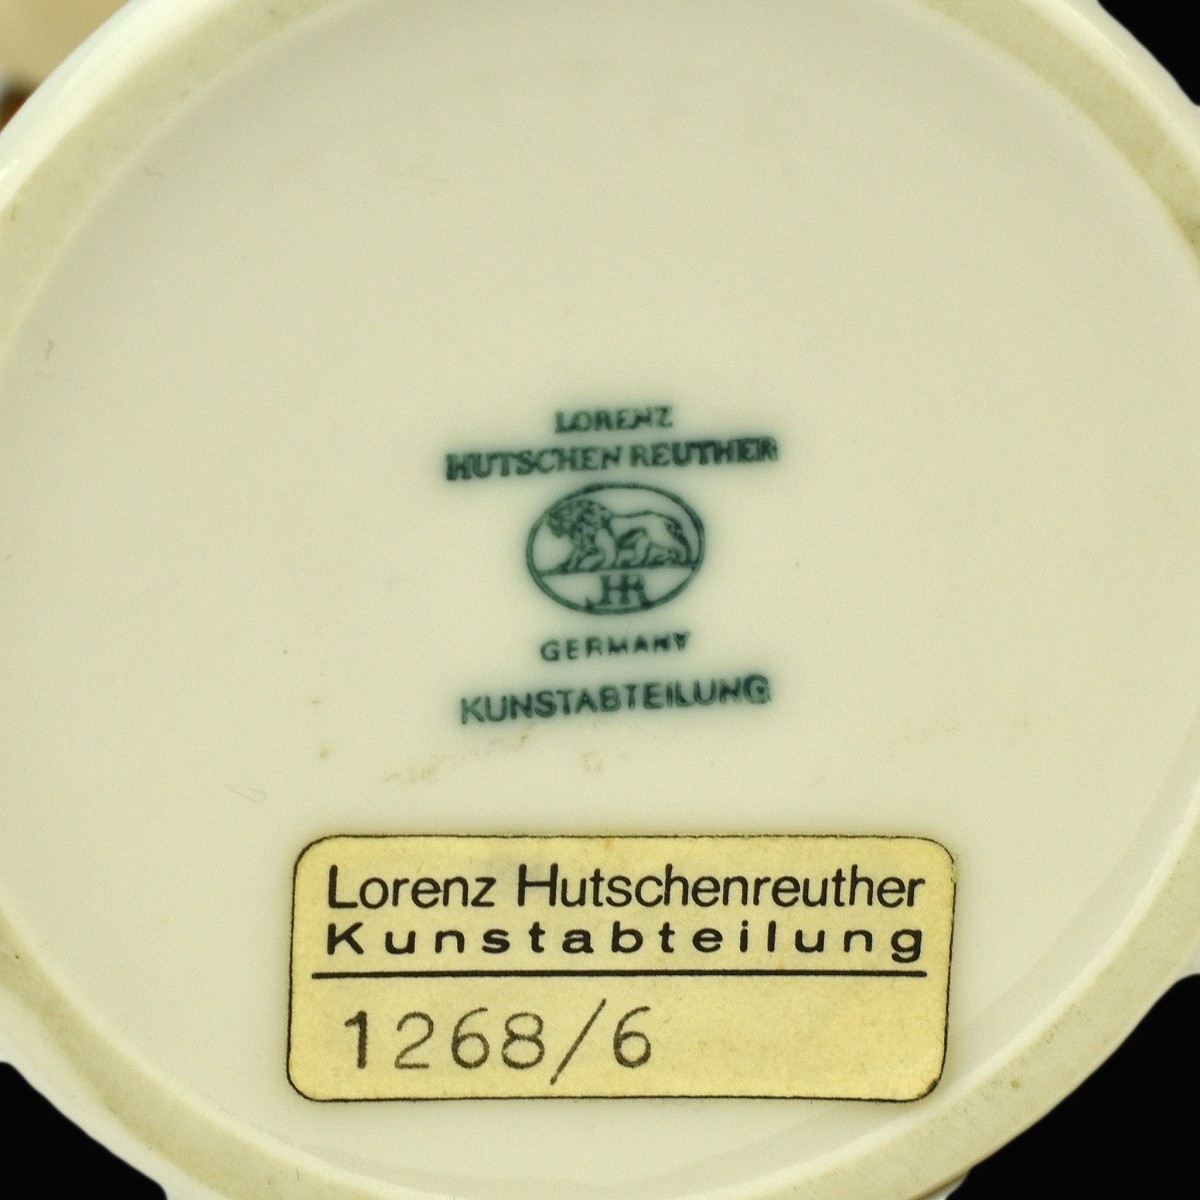 LORENZ
HUTSCHEN REUTHER
HR
GERMANY
KUNSTABTEILUNG
Lorenz Hutschenreuther
Kunstabteilung
1268/6